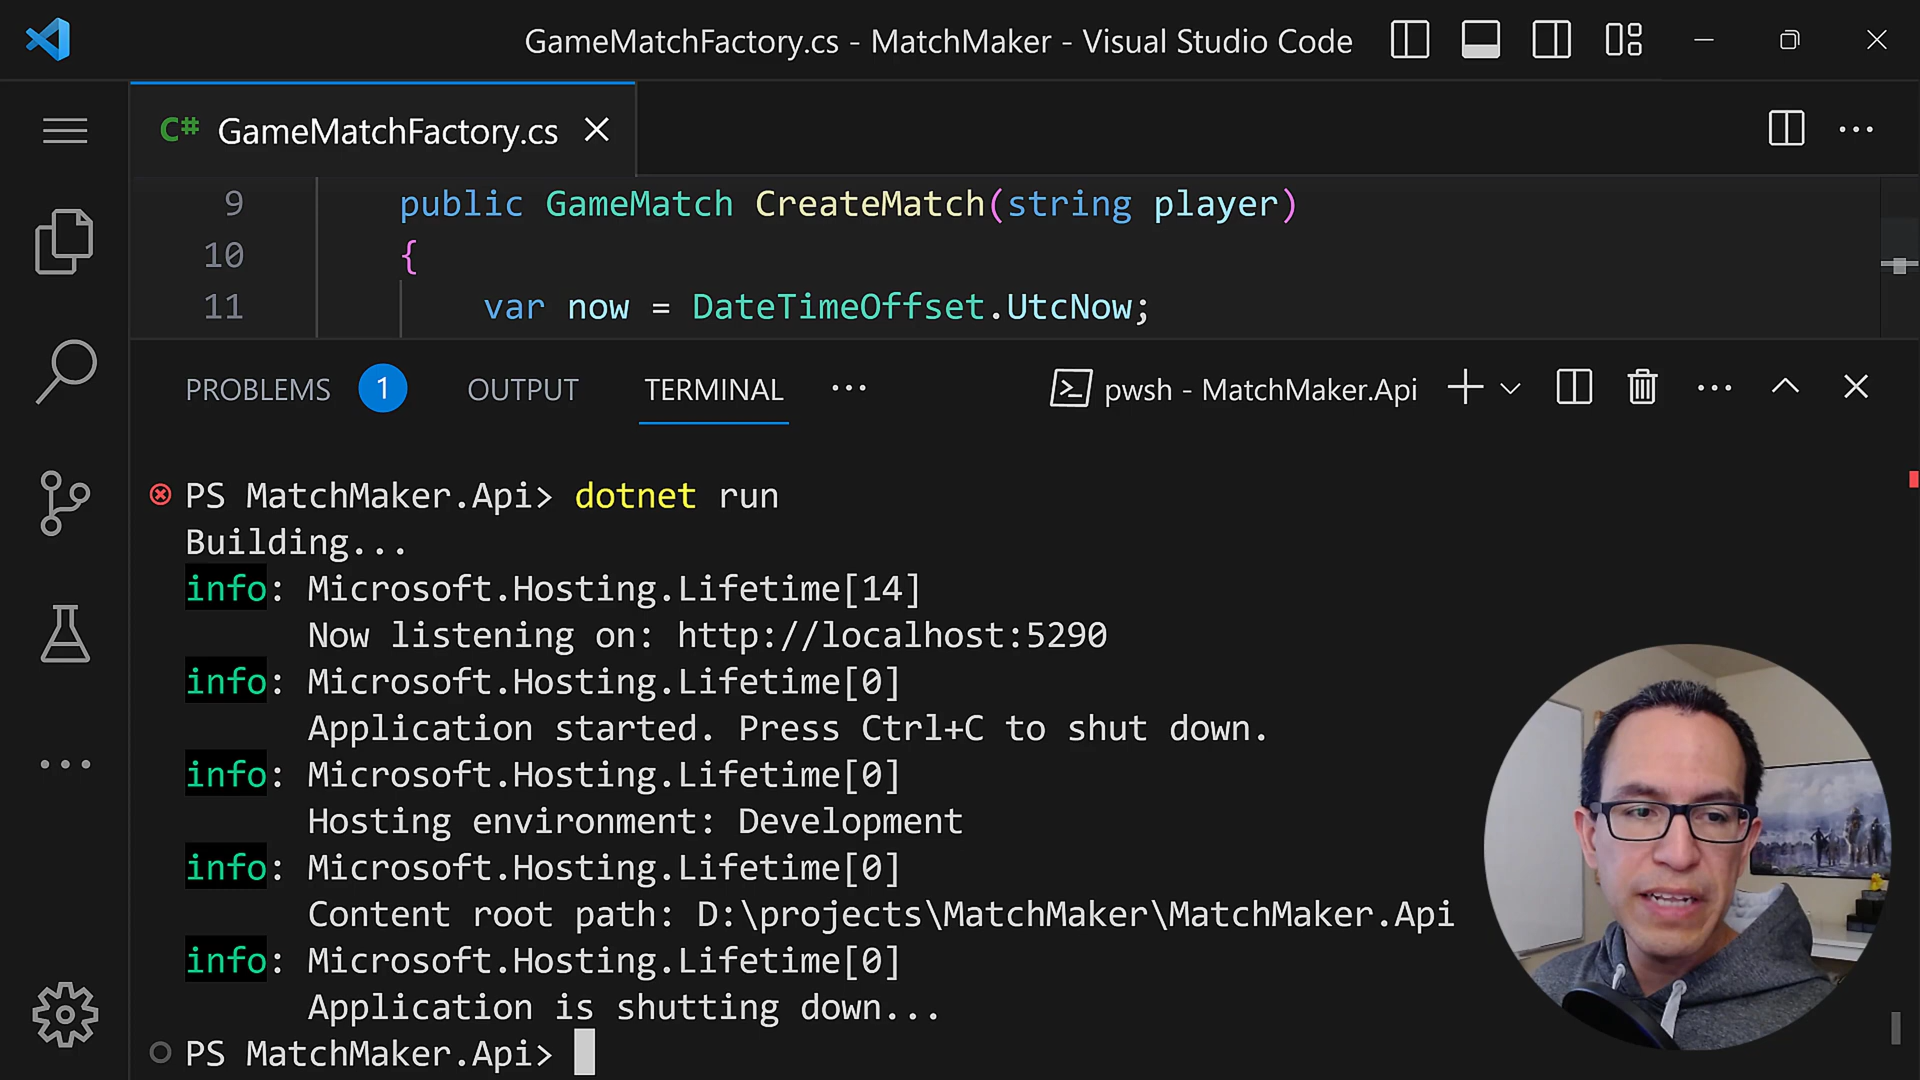 GameMatchFactory.cs - MatchMaker - Visual Studio Code
C# GameMatchFactory.cs
9 public GameMatch CreateMatch(string player)
10 {
11 var now = DateTimeOffset.UtcNow;
PROBLEMS 1 OUTPUT TERMINAL ... pwsh - MatchMaker.Api
PS MatchMaker.Api> dotnet run
Building...
info: Microsoft.Hosting.Lifetime[14]
Now listening on: http://localhost:5290
info: Microsoft.Hosting.Lifetime[0]
Application started. Press Ctrl+C to shut down.
info: Microsoft.Hosting.Lifetime[0]
Hosting environment: Development
info: Microsoft.Hosting.Lifetime[0]
Content root path: D:\projects\MatchMaker\MatchMaker.Api
info: Microsoft.Hosting.Lifetime[0]
Application is shutting down...
PS MatchMaker.Api>